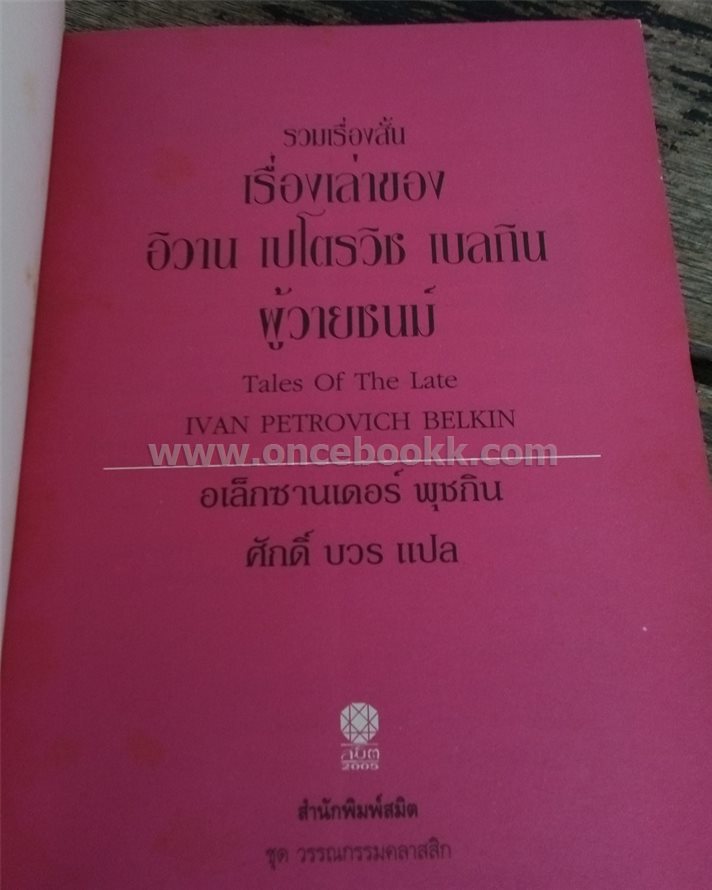 รวมเรื่องสั้น
เรื่องเล่าของ
อิวาน เปโตรวิช เบลกิน
ผู้วายชนม์
Tales Of The Late
IVAN PETROVICH BELKIN
www.oncebookk.com
อเล็กซานเดอร์ พุชกิน
ศักดิ์ บวร แปล
สมิต
2005
สำนักพิมพ์สมิต
ชุด วรรณกรรมคลาสสิก